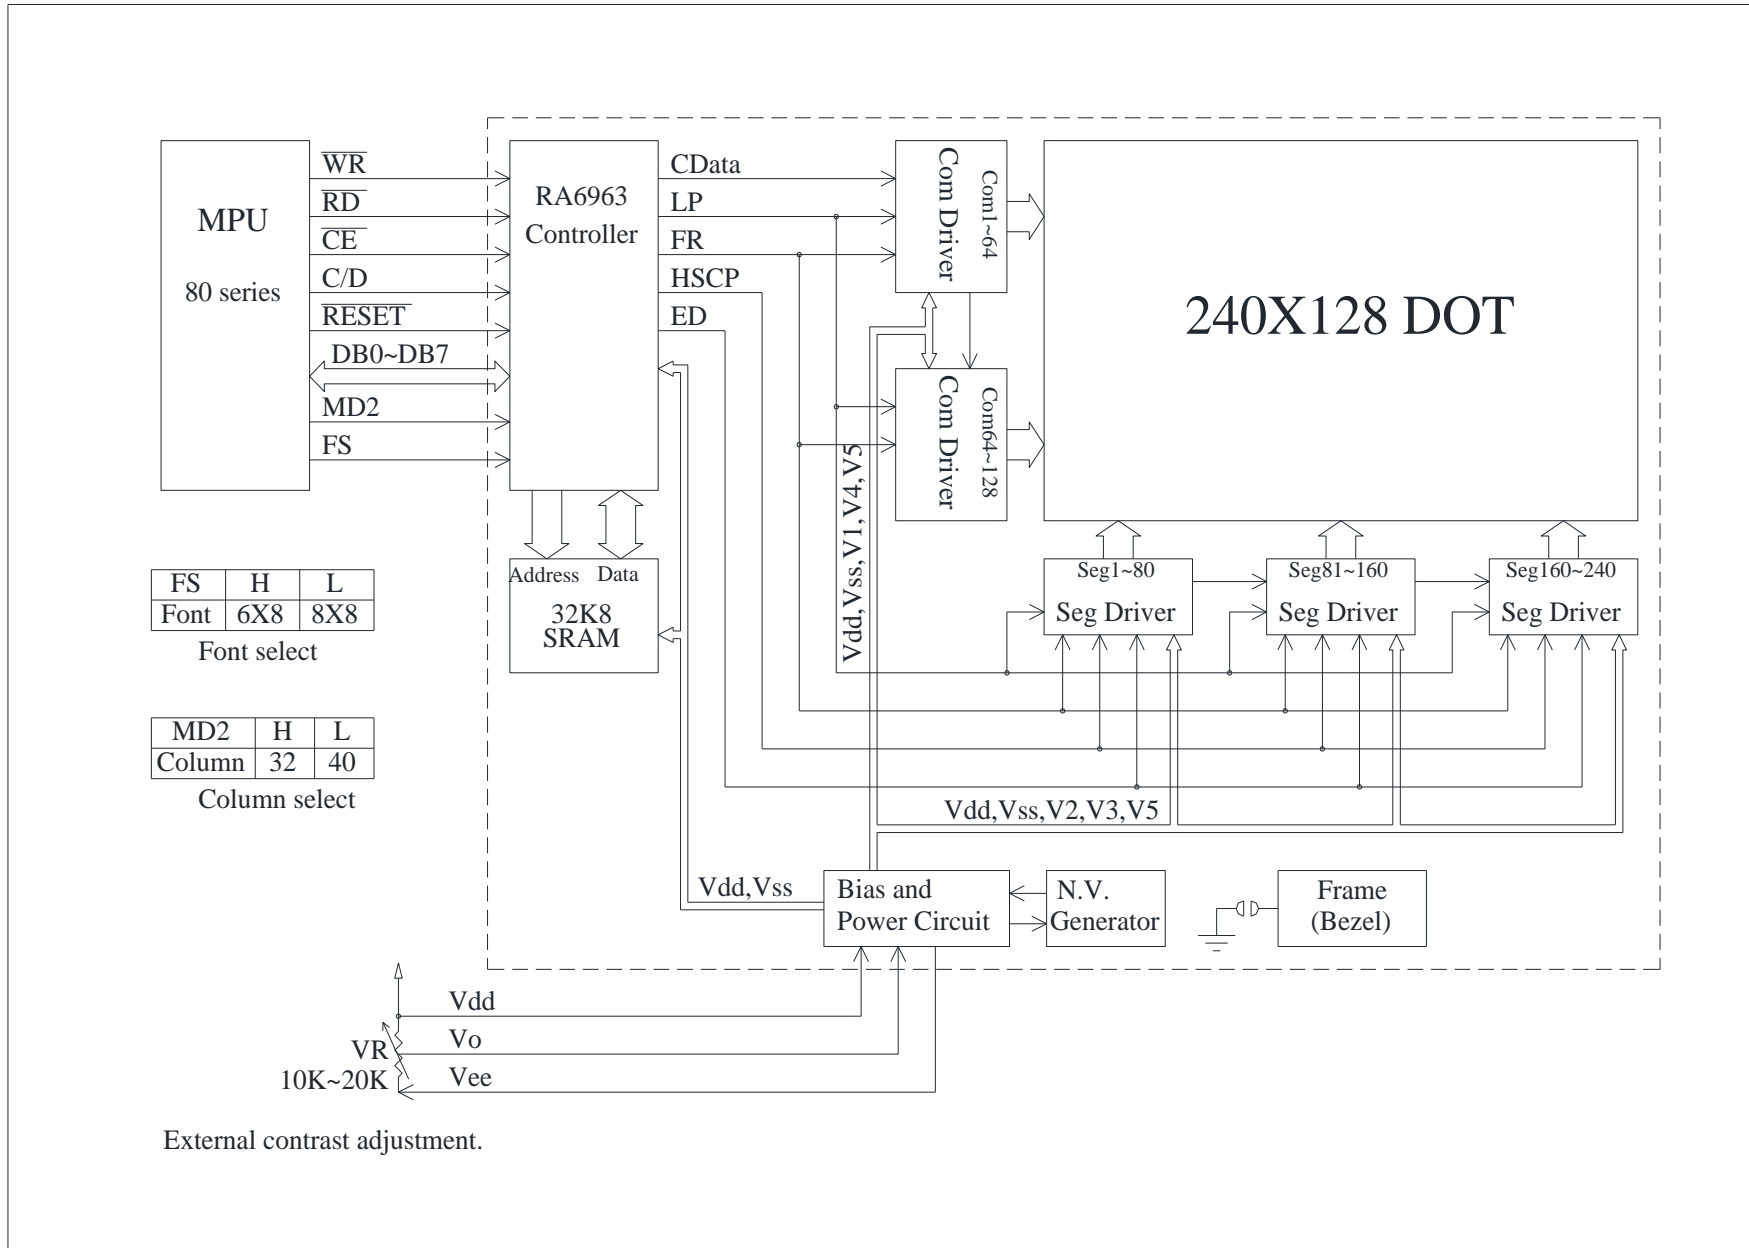 MPU
80 series
WR
RD
CE
C/D
RESET
DB0~DB7
MD2
FS
RA6963
Controller
CData
LP
FR
HSCP
ED
Com Driver
Com1~64
Com Driver
Com64~128
240X128 DOT
Address Data
32K8
SRAM
Vdd,Vss,V1,V4,V5
Seg1~80
Seg Driver
Seg81~160
Seg Driver
Seg160~240
Seg Driver
FS H L
Font 6X8 8X8
Font select
MD2 H L
Column 32 40
Column select
Vdd,Vss,V2,V3,V5
Vdd,Vss
Bias and
Power Circuit
N.V.
Generator
Frame
(Bezel)
Vdd
Vo
Vee
VR
10K~20K
External contrast adjustment.